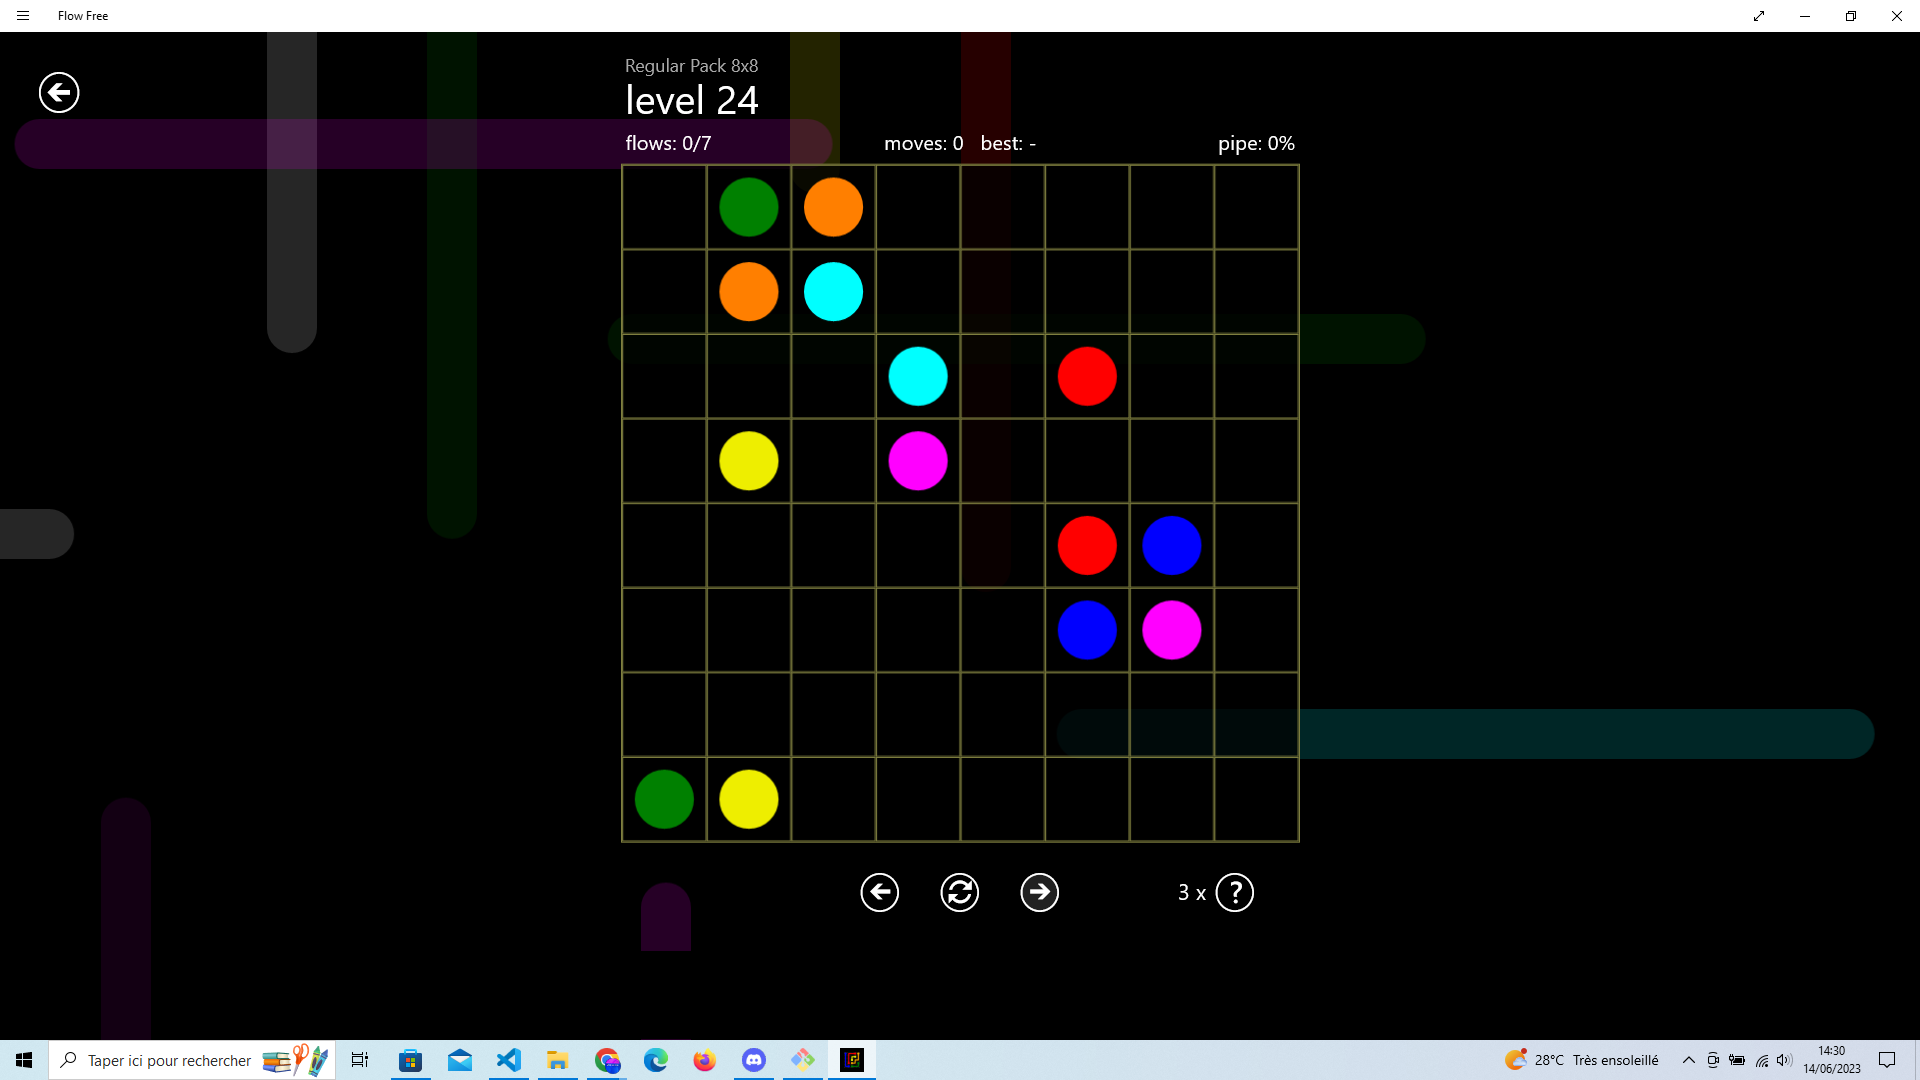 Flow Free
Regular Pack 8x8
level 24
flows: 0/7 moves: 0 best: - pipe: 0%
3 x ?
Taper ici pour rechercher
28°C Très ensoleillé
14:30
14/06/2023